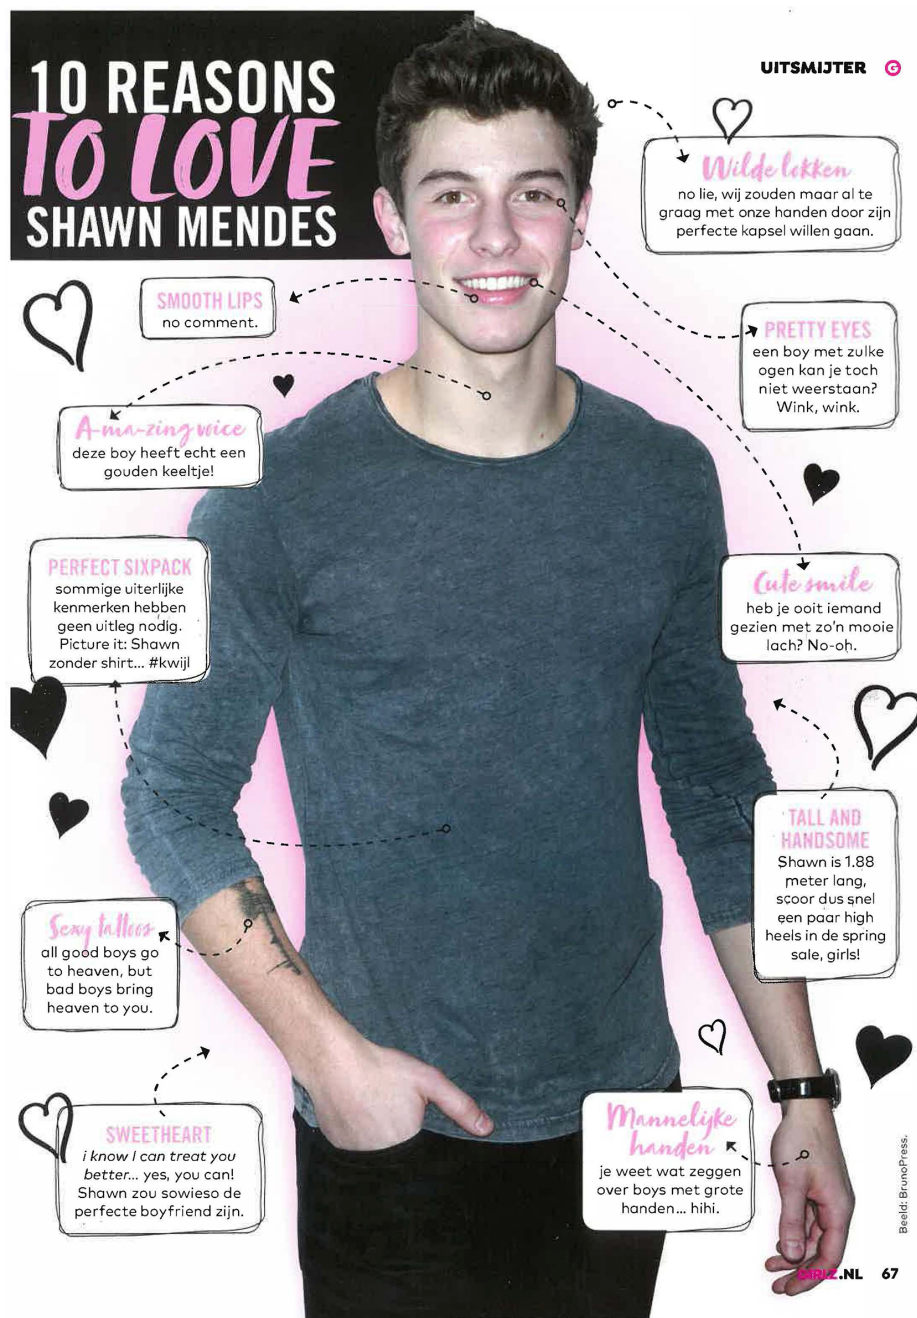 10 REASONS
TO LOVE
SHAWN MENDES
UITSMIJTER G
Wilde lokken
no lie, wij zouden maar al te
graag met onze handen door zijn
perfecte kapsel willen gaan.
SMOOTH LIPS
no comment.
PRETTY EYES
een boy met zulke
ogen kan je toch
niet weerstaan?
Wink, wink.
A-ma-zing voice
deze boy heeft echt een
gouden keeltje!
PERFECT SIXPACK
sommige uiterlijke
kenmerken hebben
geen uitleg nodig.
Picture it: Shawn
zonder shirt... #kwijl
Cute smile
heb je ooit iemand
gezien met zo'n mooie
lach? No-oh.
TALL AND
HANDSOME
Shawn is 1.88
meter lang,
scoor dus snel
een paar high
heels in de spring
sale, girls!
Sexy tattoos
all good boys go
to heaven, but
bad boys bring
heaven to you.
SWEETHEART
i know I can treat you
better... yes, you can!
Shawn zou sowieso de
perfecte boyfriend zijn.
Mannelijke
handen
je weet wat zeggen
over boys met grote
handen... hihi.
Beeld: BrunoPress.
GIRLZ.NL 67